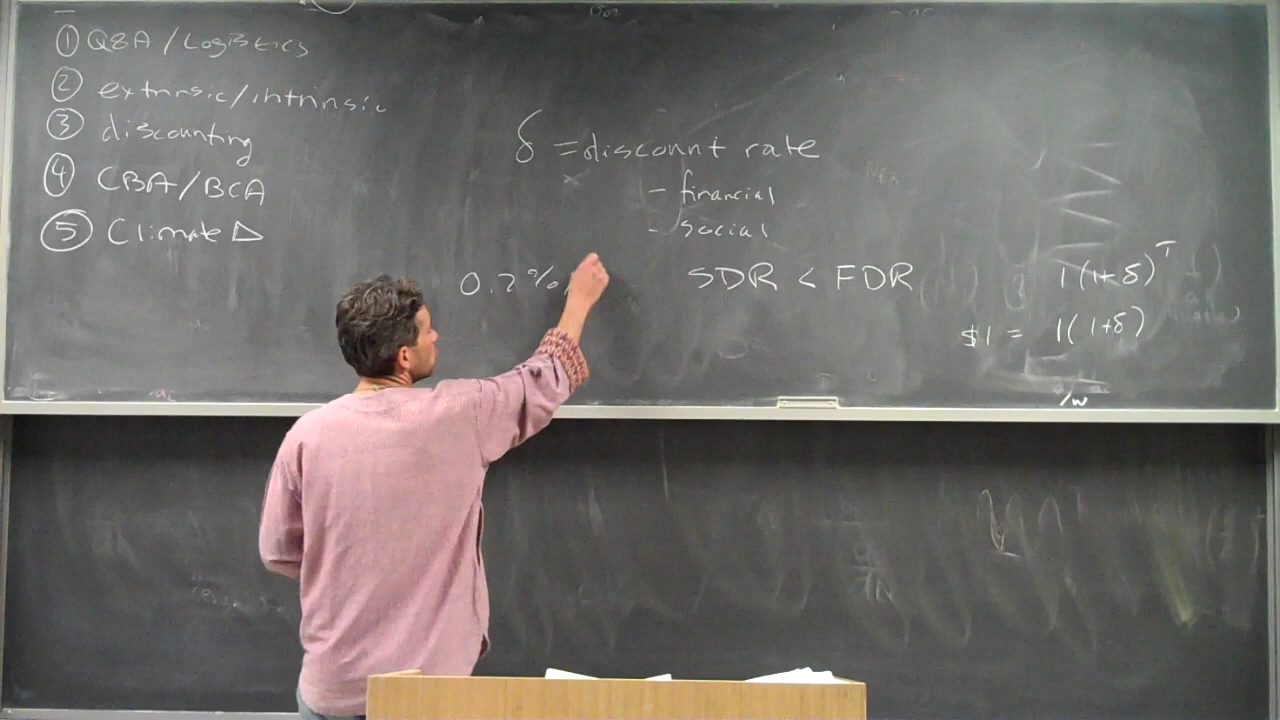 ① Q&A / Logistics
② extrinsic/intrinsic
③ discounting
④ CBA/BCA
⑤ Climate Δ
δ = discount rate
- financial
- social
0.2%
SDR < FDR
1(1+δ)^T
$1 = 1(1+δ)